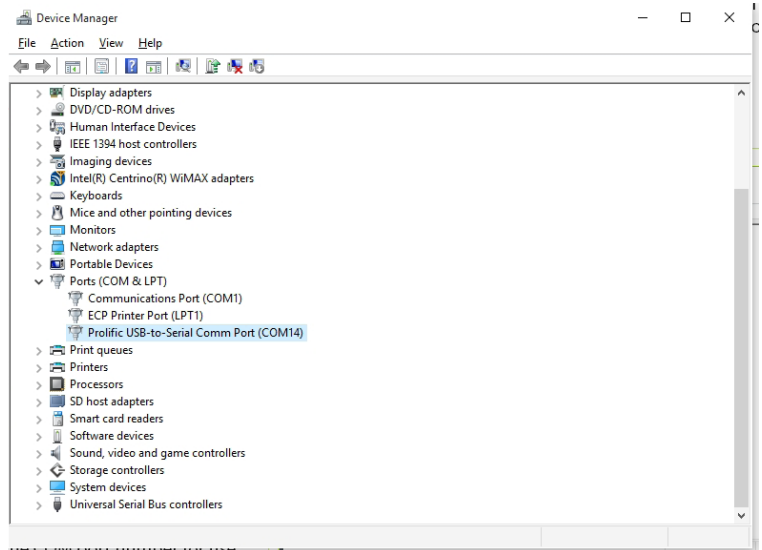 Device Manager
File Action View Help
Display adapters
DVD/CD-ROM drives
Human Interface Devices
IEEE 1394 host controllers
Imaging devices
Intel(R) Centrino(R) WiMAX adapters
Keyboards
Mice and other pointing devices
Monitors
Network adapters
Portable Devices
Ports (COM & LPT)
Communications Port (COM1)
ECP Printer Port (LPT1)
Prolific USB-to-Serial Comm Port (COM14)
Print queues
Printers
Processors
SD host adapters
Smart card readers
Software devices
Sound, video and game controllers
Storage controllers
System devices
Universal Serial Bus controllers